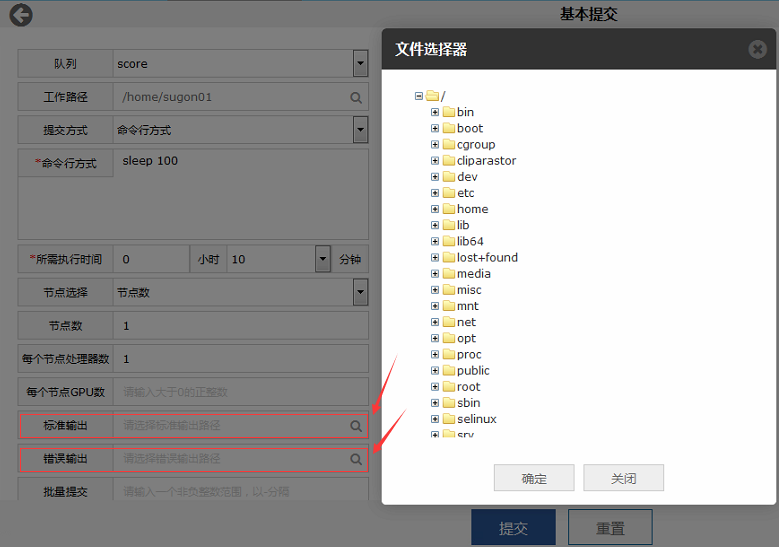 基本提交
队列 score
工作路径 /home/sugon01
提交方式 命令行方式
*命令行方式 sleep 100
*所需执行时间 0 小时 10 分钟
节点选择 节点数
节点数 1
每个节点处理器数 1
每个节点GPU数 请输入大于0的正整数
标准输出 请选择标准输出路径
错误输出 请选择错误输出路径
批量提交 请输入一个非负整数范围，以-分隔
文件选择器
/
bin
boot
cgroup
cliparastor
dev
etc
home
lib
lib64
lost+found
media
misc
mnt
net
opt
proc
public
root
sbin
selinux
srv
确定 关闭
提交 重置